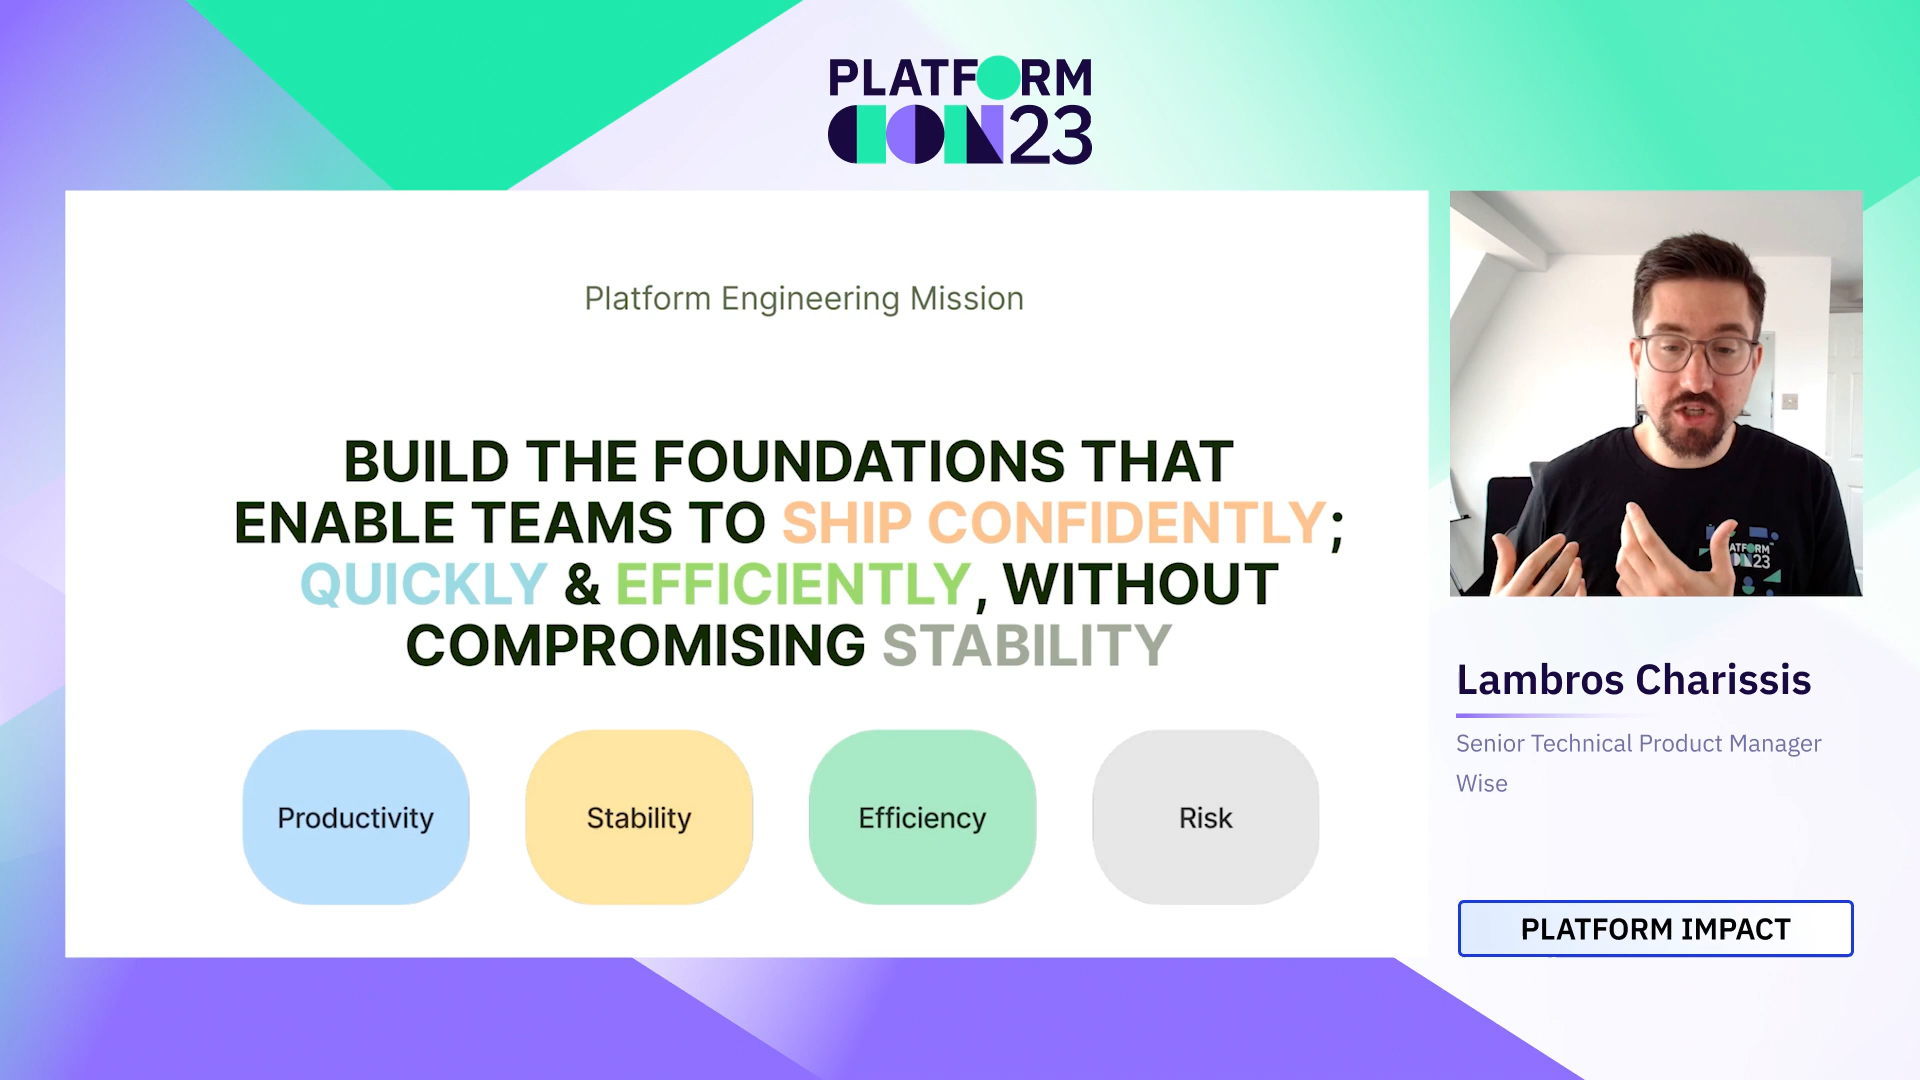 PLATFORM
CON23
Platform Engineering Mission
BUILD THE FOUNDATIONS THAT
ENABLE TEAMS TO SHIP CONFIDENTLY;
QUICKLY & EFFICIENTLY, WITHOUT
COMPROMISING STABILITY
Productivity
Stability
Efficiency
Risk
Lambros Charissis
Senior Technical Product Manager
Wise
PLATFORM IMPACT